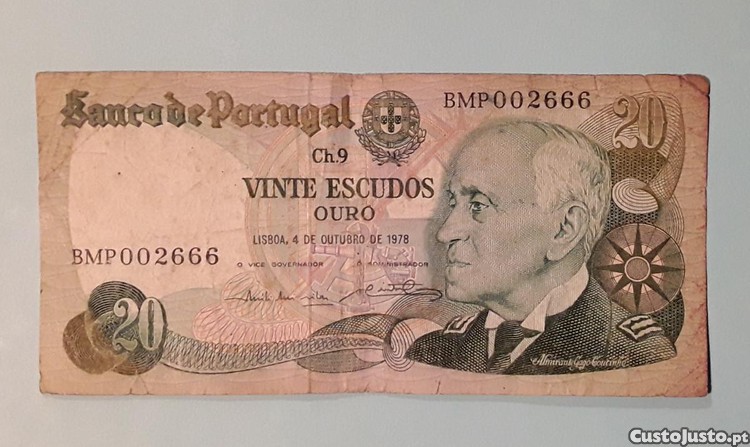 Banco de Portugal
BMP002666
20
Ch.9
VINTE ESCUDOS
OURO
LISBOA, 4 DE OUTUBRO DE 1978
BMP002666
O VICE GOVERNADOR
O ADMINISTRADOR
20
Almirante Gago Coutinho
CustoJusto.pt